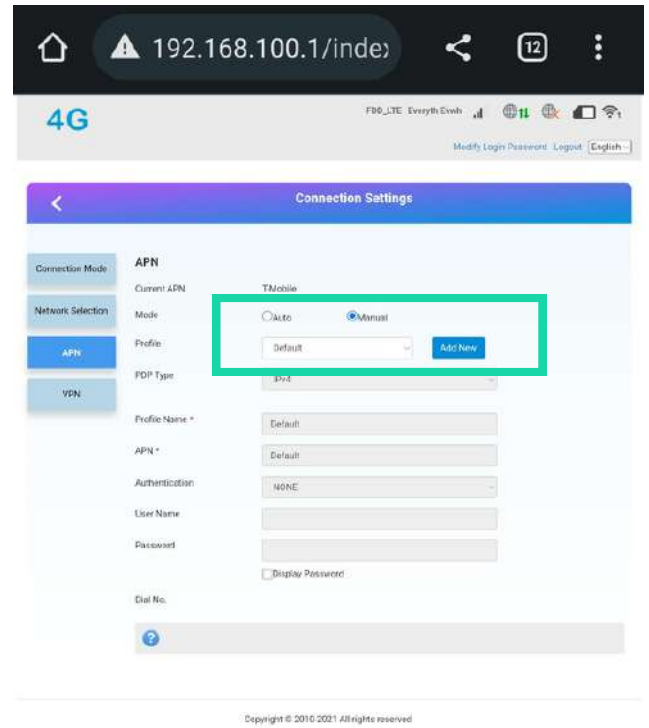 192.168.100.1/index
12
4G
FDD_LTE
Modify Login Password Logout English
Connection Settings
Connection Mode
Network Selection
APN
VPN
APN
Current APN T-Mobile
Mode Auto Manual
Profile Default Add New
PDP Type IPv4
Profile Name * Default
APN * Default
Authentication NONE
User Name
Password
Display Password
Dial No.
?
Copyright © 2010-2021 All rights reserved